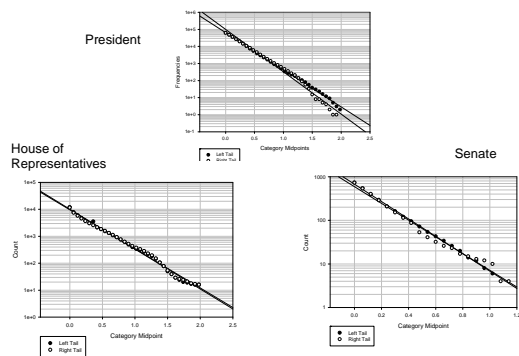 President
1e+6
1e+5
1e+4
1e+3
1e+2
1e+1
1e+0
1e-1
Frequencies
0.0 0.5 1.0 1.5 2.0 2.5
Category Midpoints
Left Tail
Right Tail
House of
Representatives
1e+5
1e+4
1e+3
1e+2
1e+1
1e+0
Count
0.0 0.5 1.0 1.5 2.0 2.5
Category Midpoint
Left Tail
Right Tail
Senate
1000
100
10
1
Count
0.0 0.2 0.4 0.6 0.8 1.0 1.2
Category Midpoint
Left Tail
Right Tail